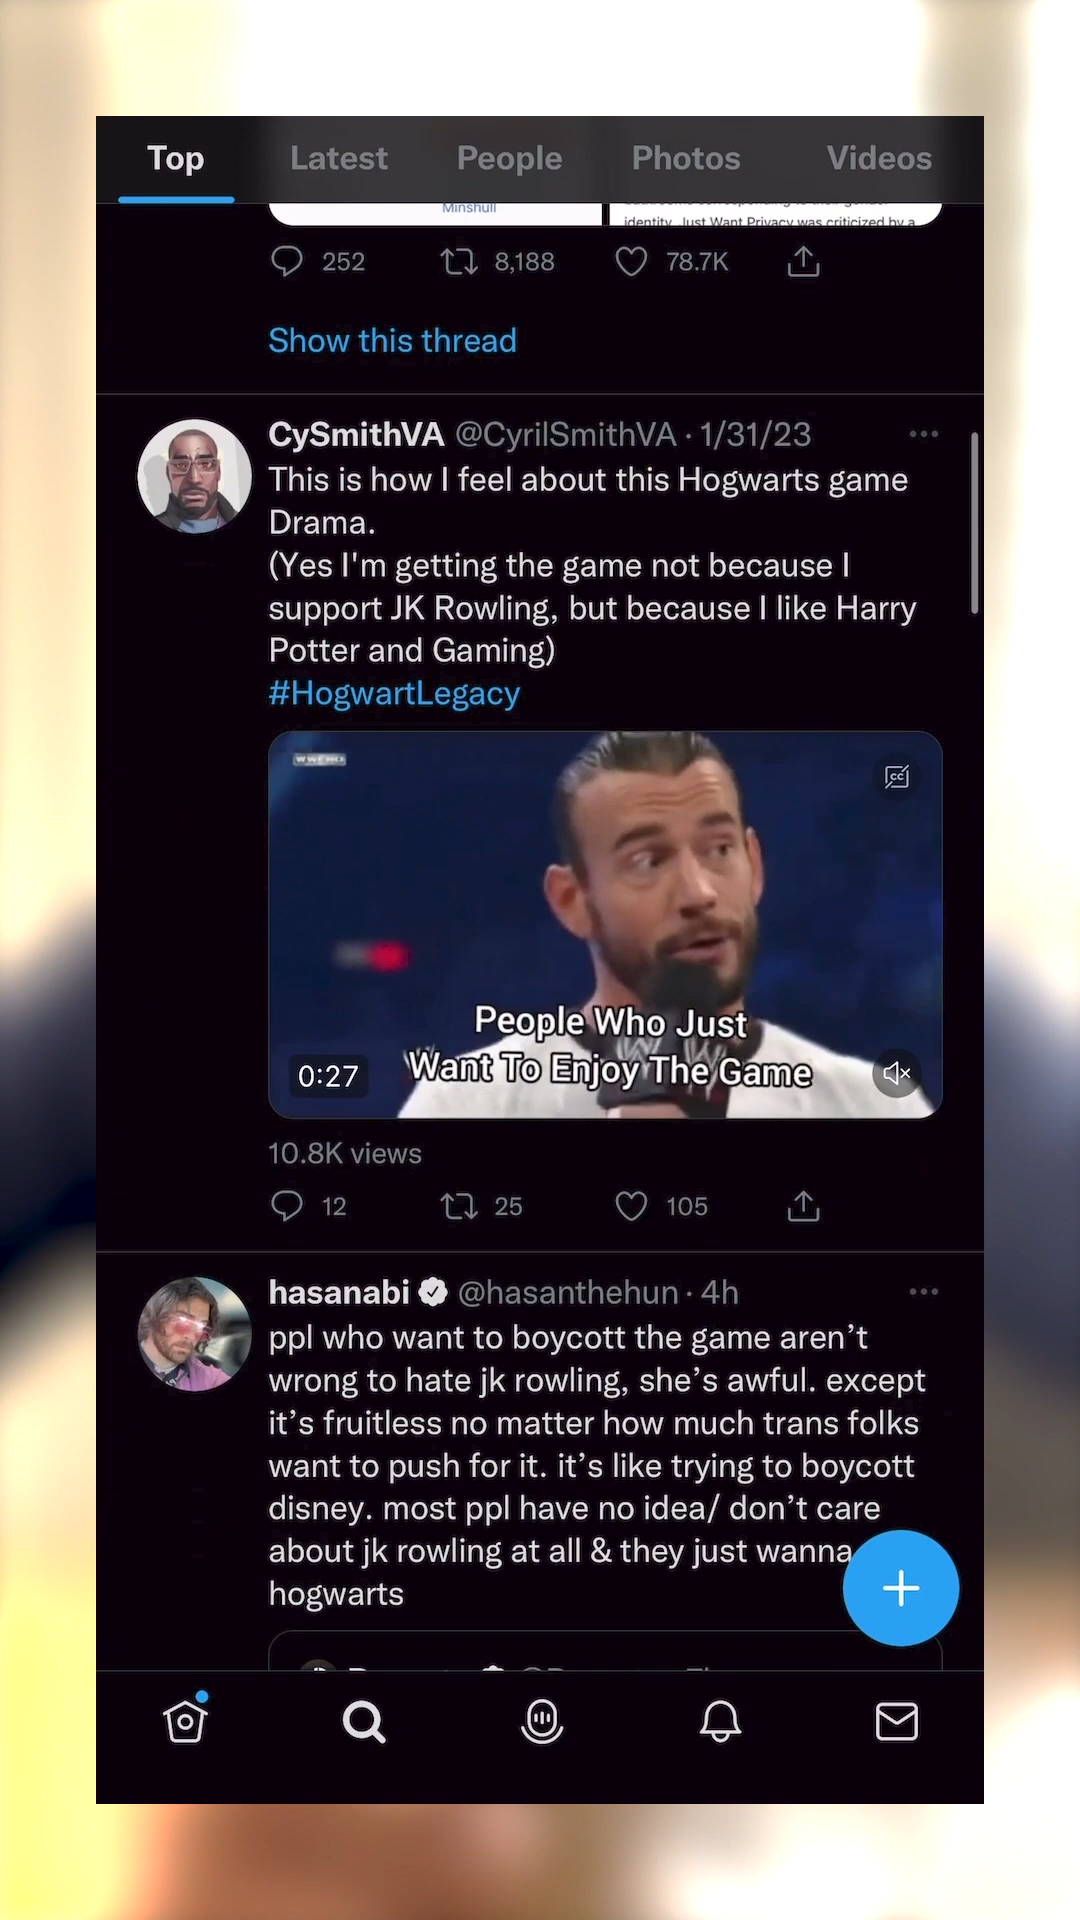 Top Latest People Photos Videos
Minshull
identity. Just Want Privacy was criticized by a
252 8,188 78.7K
Show this thread
CySmithVA @CyrilSmithVA · 1/31/23
This is how I feel about this Hogwarts game
Drama.
(Yes I'm getting the game not because I
support JK Rowling, but because I like Harry
Potter and Gaming)
#HogwartLegacy
CC
People Who Just
Want To Enjoy The Game
0:27
10.8K views
12 25 105
hasanabi @hasanthehun · 4h
ppl who want to boycott the game aren't
wrong to hate jk rowling, she's awful. except
it's fruitless no matter how much trans folks
want to push for it. it's like trying to boycott
disney. most ppl have no idea/ don't care
about jk rowling at all & they just wanna
hogwarts